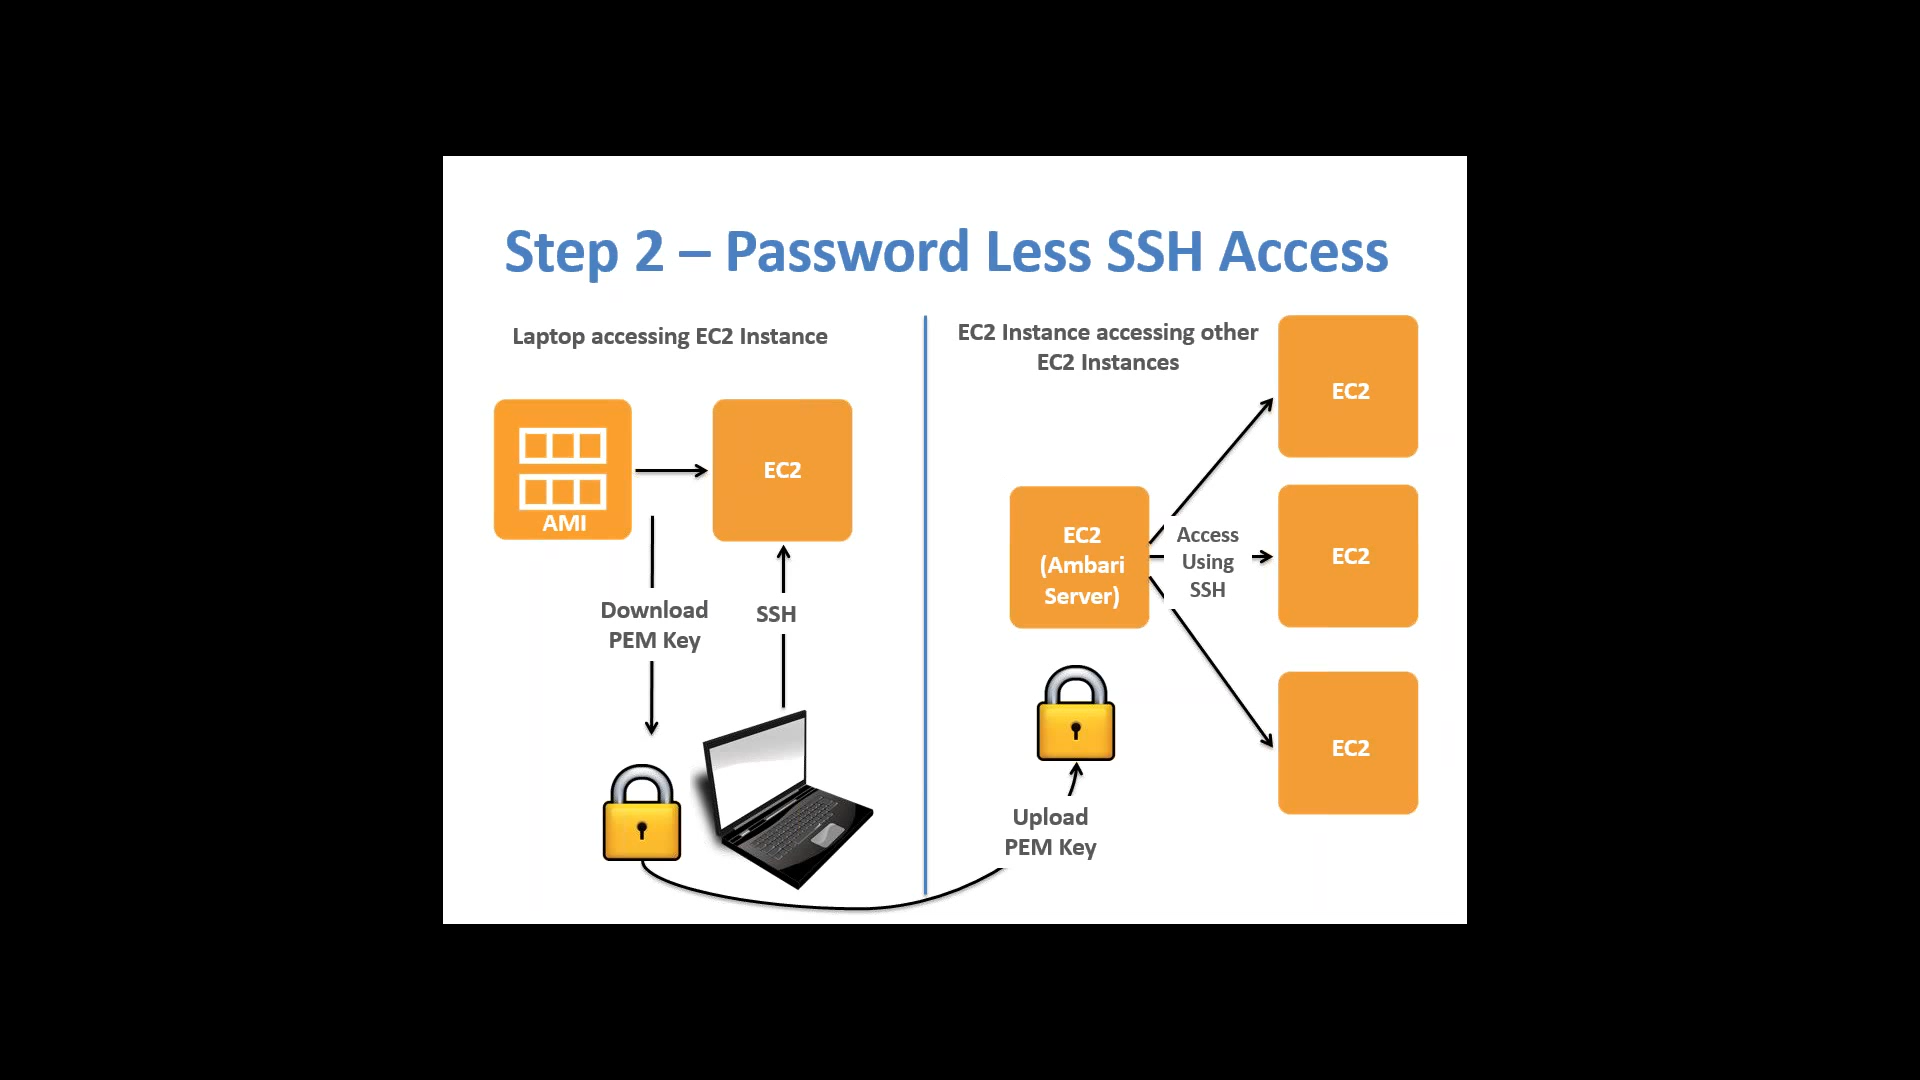 Step 2 – Password Less SSH Access
Laptop accessing EC2 Instance
AMI
EC2
Download
PEM Key
SSH
EC2 Instance accessing other
EC2 Instances
EC2
(Ambari
Server)
Access
Using
SSH
EC2
EC2
EC2
Upload
PEM Key